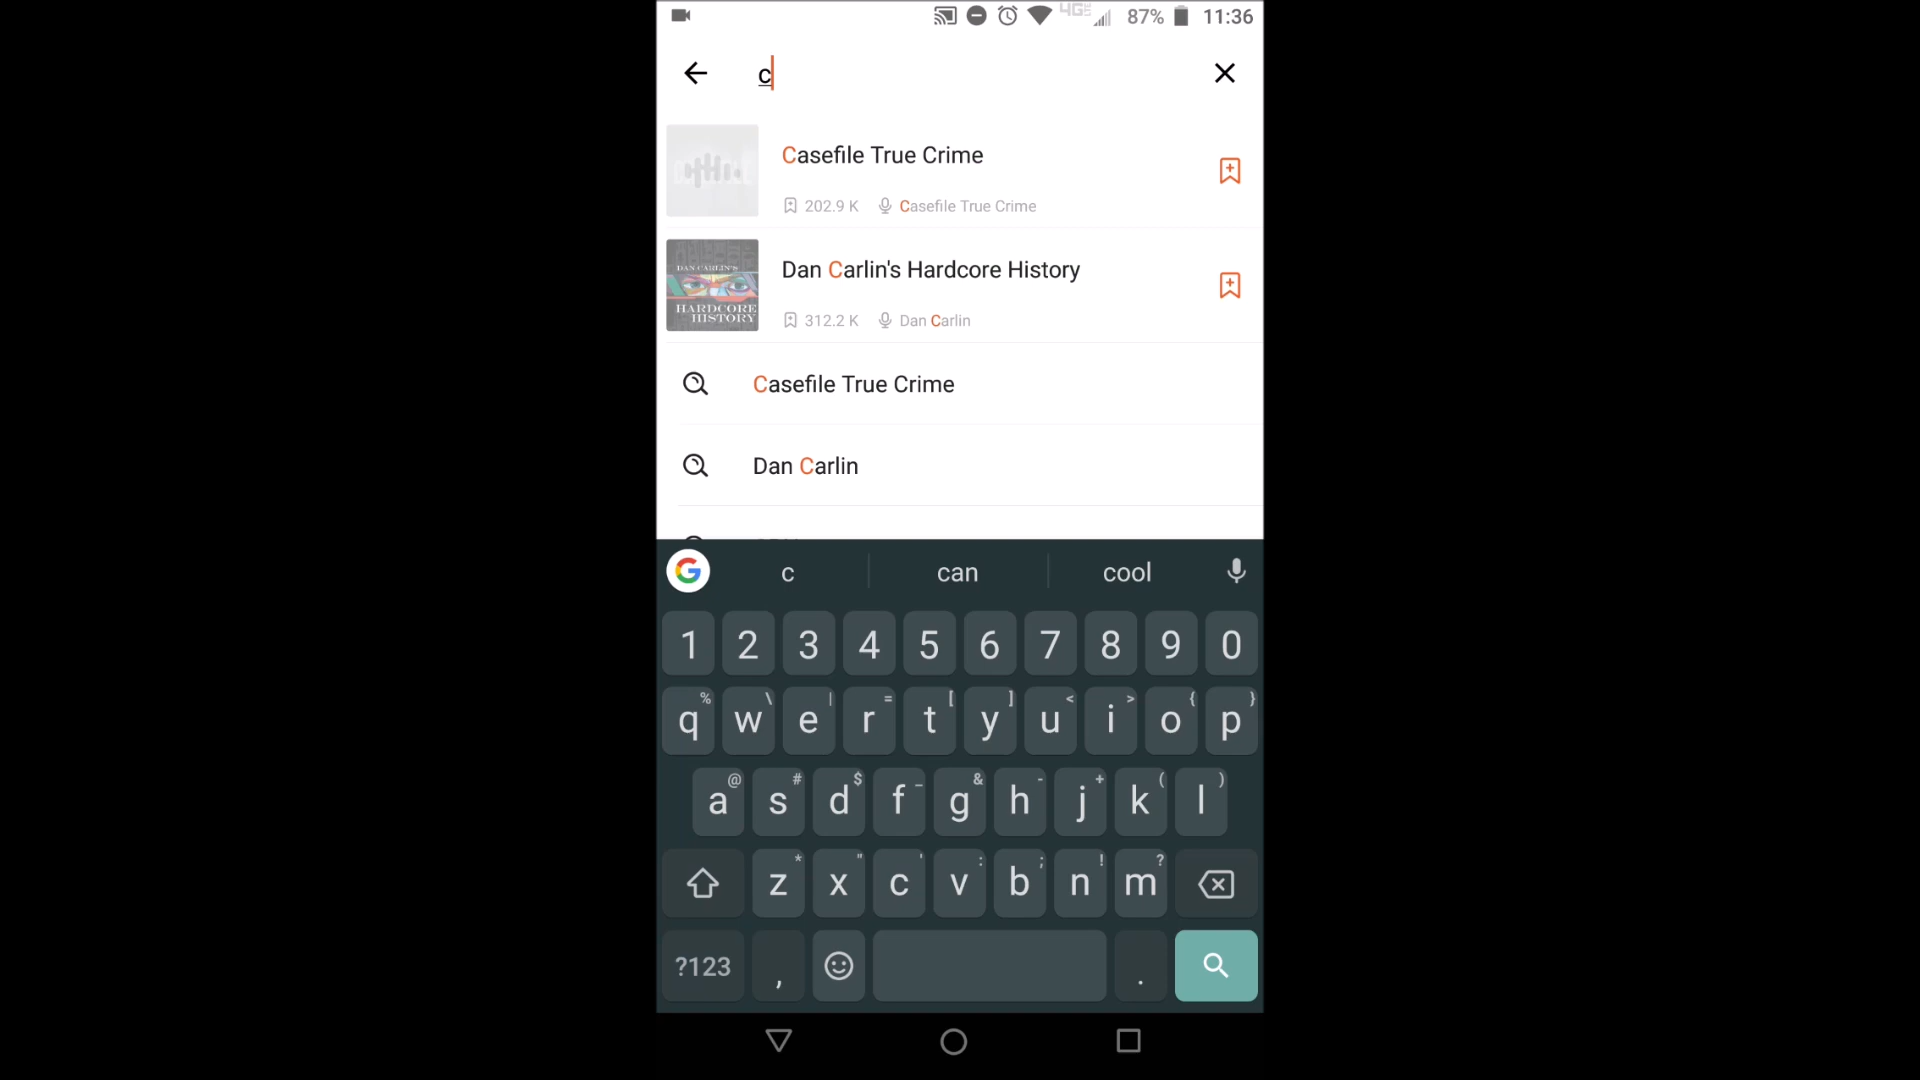 4G LTE 87% 11:36
c
Casefile True Crime
202.9 K Casefile True Crime
DAN CARLIN'S
HARDCORE
HISTORY
Dan Carlin's Hardcore History
312.2 K Dan Carlin
Casefile True Crime
Dan Carlin
c can cool
1 2 3 4 5 6 7 8 9 0
% \ | = [ ] < > { }
q w e r t y u i o p
@ # $ _ & - + ( )
a s d f g h j k l
* " ' : ; ! ?
z x c v b n m
?123 , .